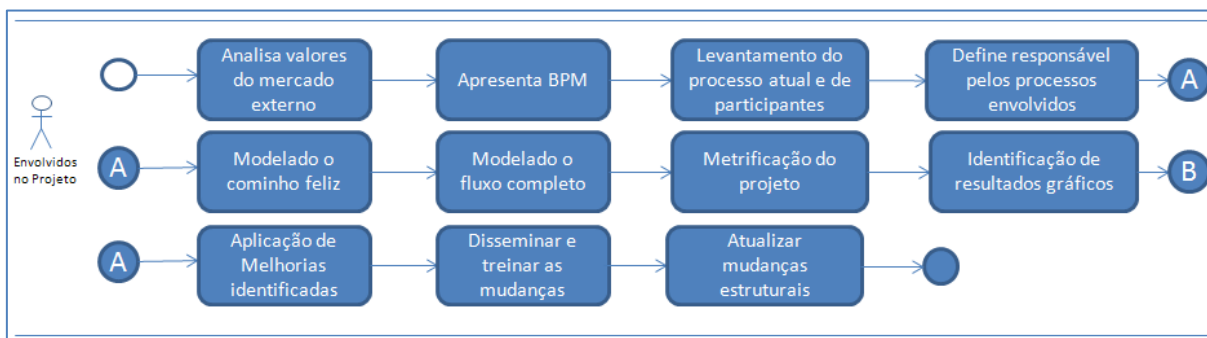 Analisa valores
do mercado
externo
Apresenta BPM
Levantamento do
processo atual e de
participantes
Define responsável
pelos processos
envolvidos
A
Envolvidos
no Projeto
A
Modelado o
cominho feliz
Modelado o
fluxo completo
Metrificação do
projeto
Identificação de
resultados gráficos
B
A
Aplicação de
Melhorias
identificadas
Disseminar e
treinar as
mudanças
Atualizar
mudanças
estruturais